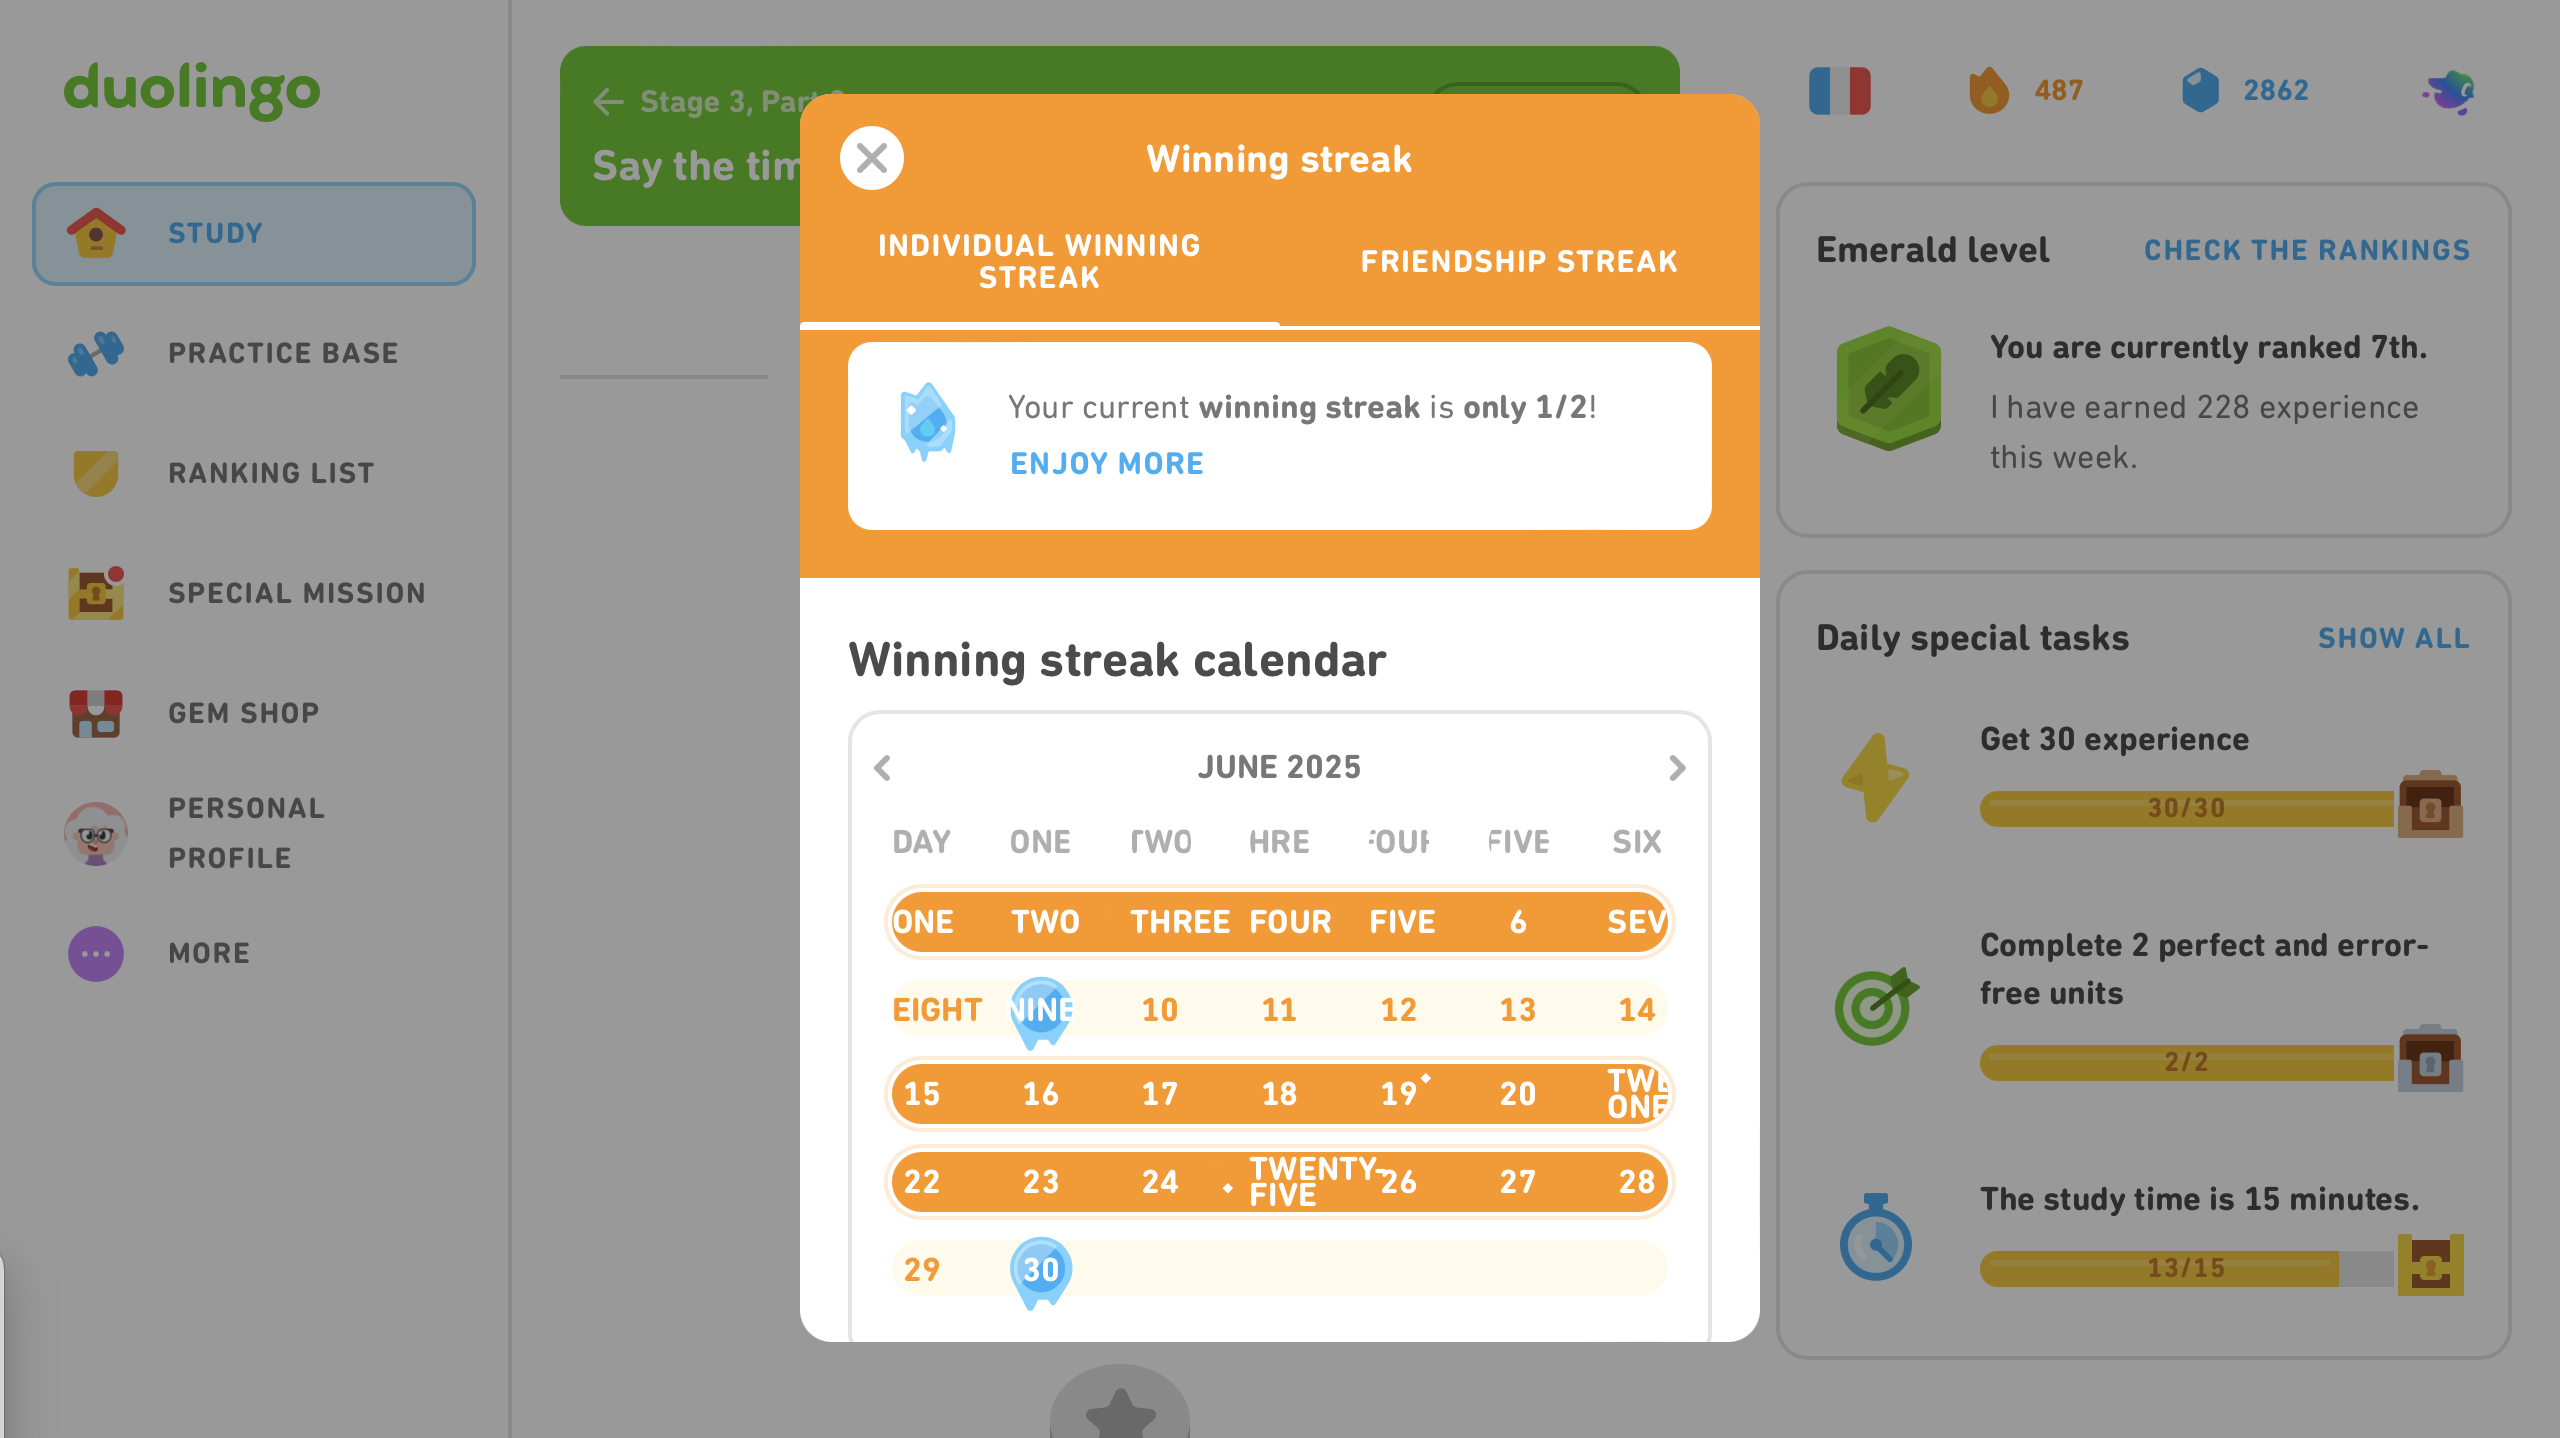 duolingo
STUDY
PRACTICE BASE
RANKING LIST
SPECIAL MISSION
GEM SHOP
PERSONAL
PROFILE
MORE
Stage 3, Part
Say the tim
Winning streak
INDIVIDUAL WINNING
STREAK
FRIENDSHIP STREAK
Your current winning streak is only 1/2!
ENJOY MORE
Winning streak calendar
JUNE 2025
DAY ONE TWO HRE OUR FIVE SIX
ONE TWO THREE FOUR FIVE 6 SEV
EIGHT NINE 10 11 12 13 14
15 16 17 18 19 20 TWE
ONE
22 23 24 TWENTY-
FIVE 26 27 28
29 30
487
2862
Emerald level
CHECK THE RANKINGS
You are currently ranked 7th.
I have earned 228 experience
this week.
Daily special tasks
SHOW ALL
Get 30 experience
30/30
Complete 2 perfect and error-
free units
2/2
The study time is 15 minutes.
13/15